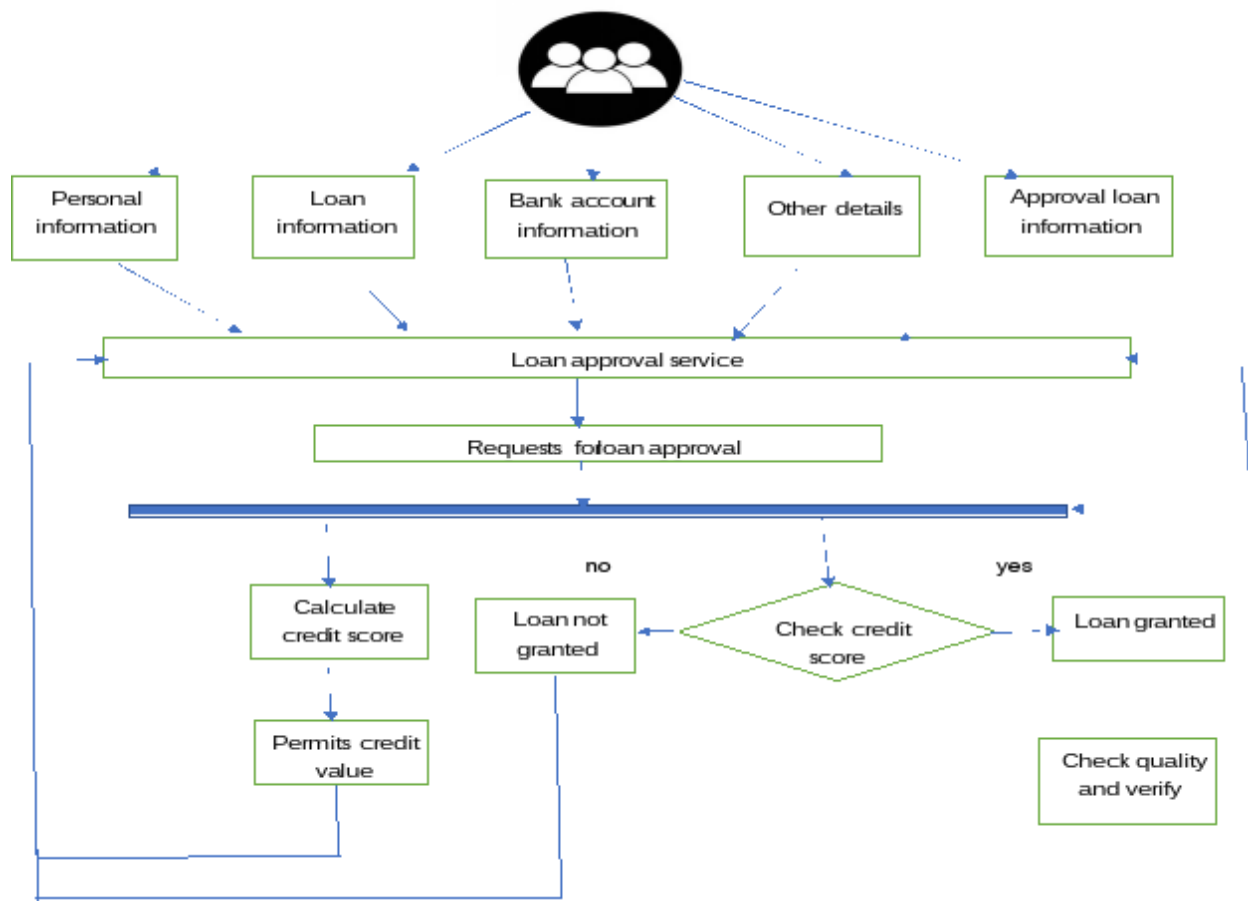 Personal
information
Loan
information
Bank account
information
Other details
Approval loan
information
Loan approval service
Requests forloan approval
no
yes
Calculate
credit score
Loan not
granted
Check credit
score
Loan granted
Permits credit
value
Check quality
and verify